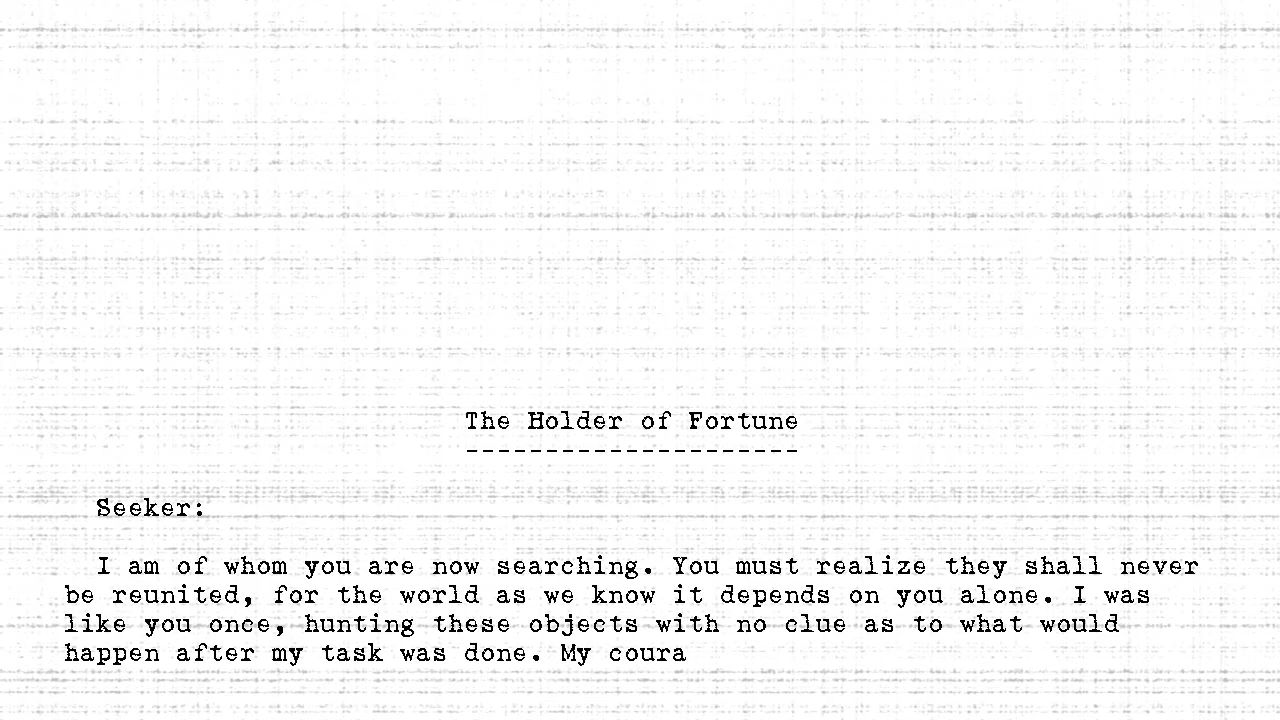 The Holder of Fortune
---------------------
Seeker:
I am of whom you are now searching. You must realize they shall never
be reunited, for the world as we know it depends on you alone. I was
like you once, hunting these objects with no clue as to what would
happen after my task was done. My coura